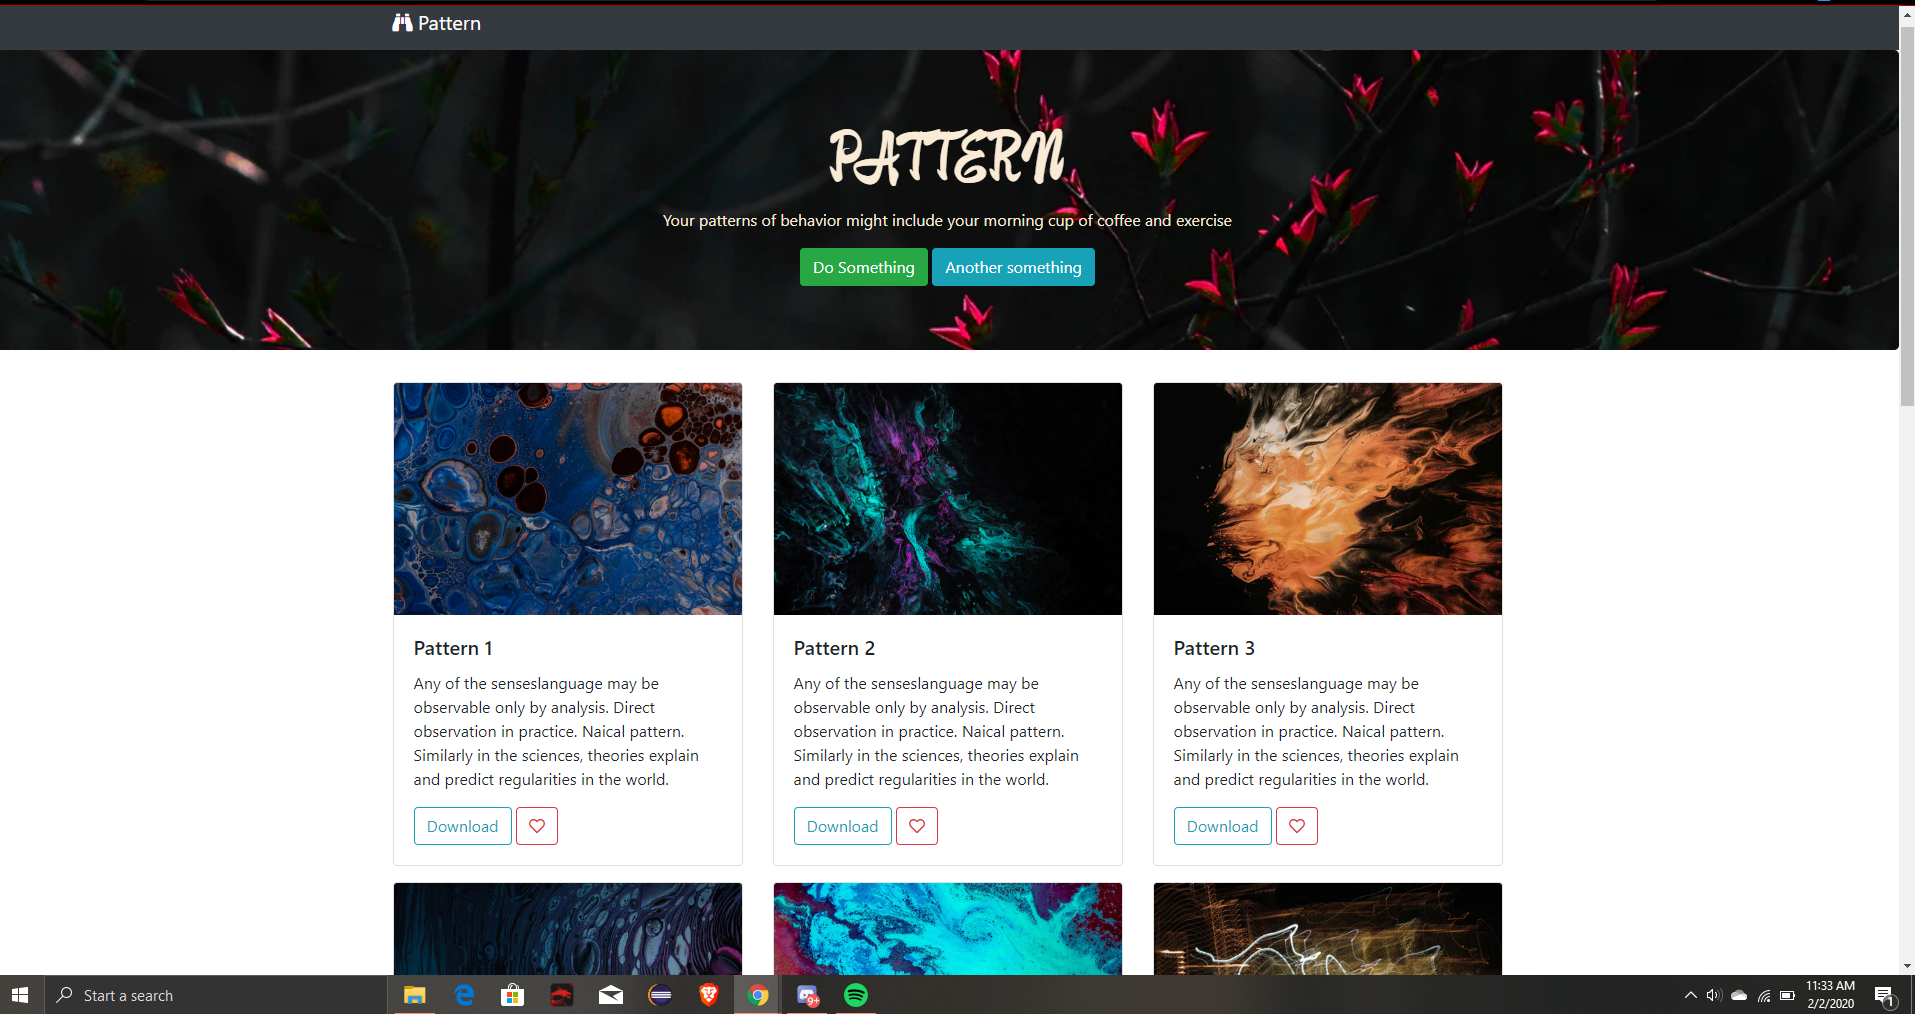 Pattern
PATTERN
Your patterns of behavior might include your morning cup of coffee and exercise
Do Something
Another something
Pattern 1
Any of the senseslanguage may be
observable only by analysis. Direct
observation in practice. Naical pattern.
Similarly in the sciences, theories explain
and predict regularities in the world.
Download
Pattern 2
Any of the senseslanguage may be
observable only by analysis. Direct
observation in practice. Naical pattern.
Similarly in the sciences, theories explain
and predict regularities in the world.
Download
Pattern 3
Any of the senseslanguage may be
observable only by analysis. Direct
observation in practice. Naical pattern.
Similarly in the sciences, theories explain
and predict regularities in the world.
Download
Start a search
9+
11:33 AM
2/2/2020
1